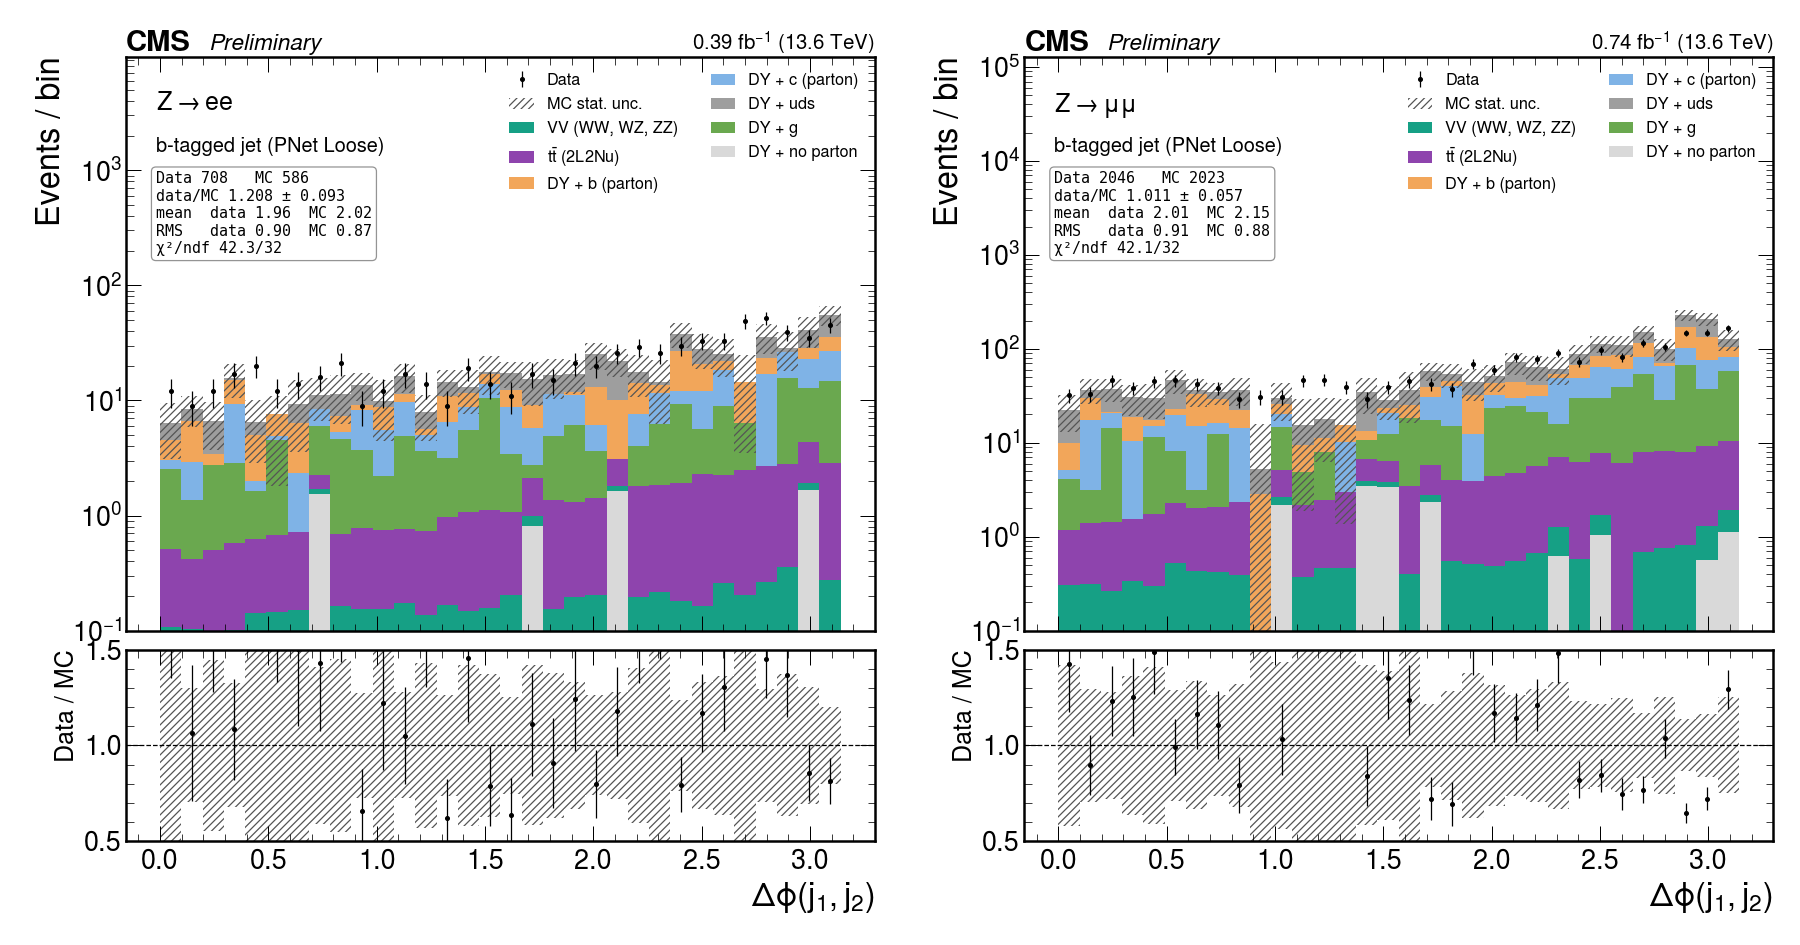 CMS Preliminary 0.39 fb⁻¹ (13.6 TeV)
Events / bin
Z → ee
b-tagged jet (PNet Loose)
Data 708   MC 586
data/MC 1.208 ± 0.093
mean  data 1.96  MC 2.02
RMS   data 0.90  MC 0.87
χ²/ndf 42.3/32
Data
MC stat. unc.
VV (WW, WZ, ZZ)
tt̄ (2L2Nu)
DY + b (parton)
DY + c (parton)
DY + uds
DY + g
DY + no parton
10³
10²
10¹
10⁰
10⁻¹
Data / MC
1.5
1.0
0.5
0.0 0.5 1.0 1.5 2.0 2.5 3.0
Δϕ(j₁, j₂)
CMS Preliminary 0.74 fb⁻¹ (13.6 TeV)
Events / bin
Z → μμ
b-tagged jet (PNet Loose)
Data 2046   MC 2023
data/MC 1.011 ± 0.057
mean  data 2.01  MC 2.15
RMS   data 0.91  MC 0.88
χ²/ndf 42.1/32
Data
MC stat. unc.
VV (WW, WZ, ZZ)
tt̄ (2L2Nu)
DY + b (parton)
DY + c (parton)
DY + uds
DY + g
DY + no parton
10⁵
10⁴
10³
10²
10¹
10⁰
10⁻¹
Data / MC
1.5
1.0
0.5
0.0 0.5 1.0 1.5 2.0 2.5 3.0
Δϕ(j₁, j₂)